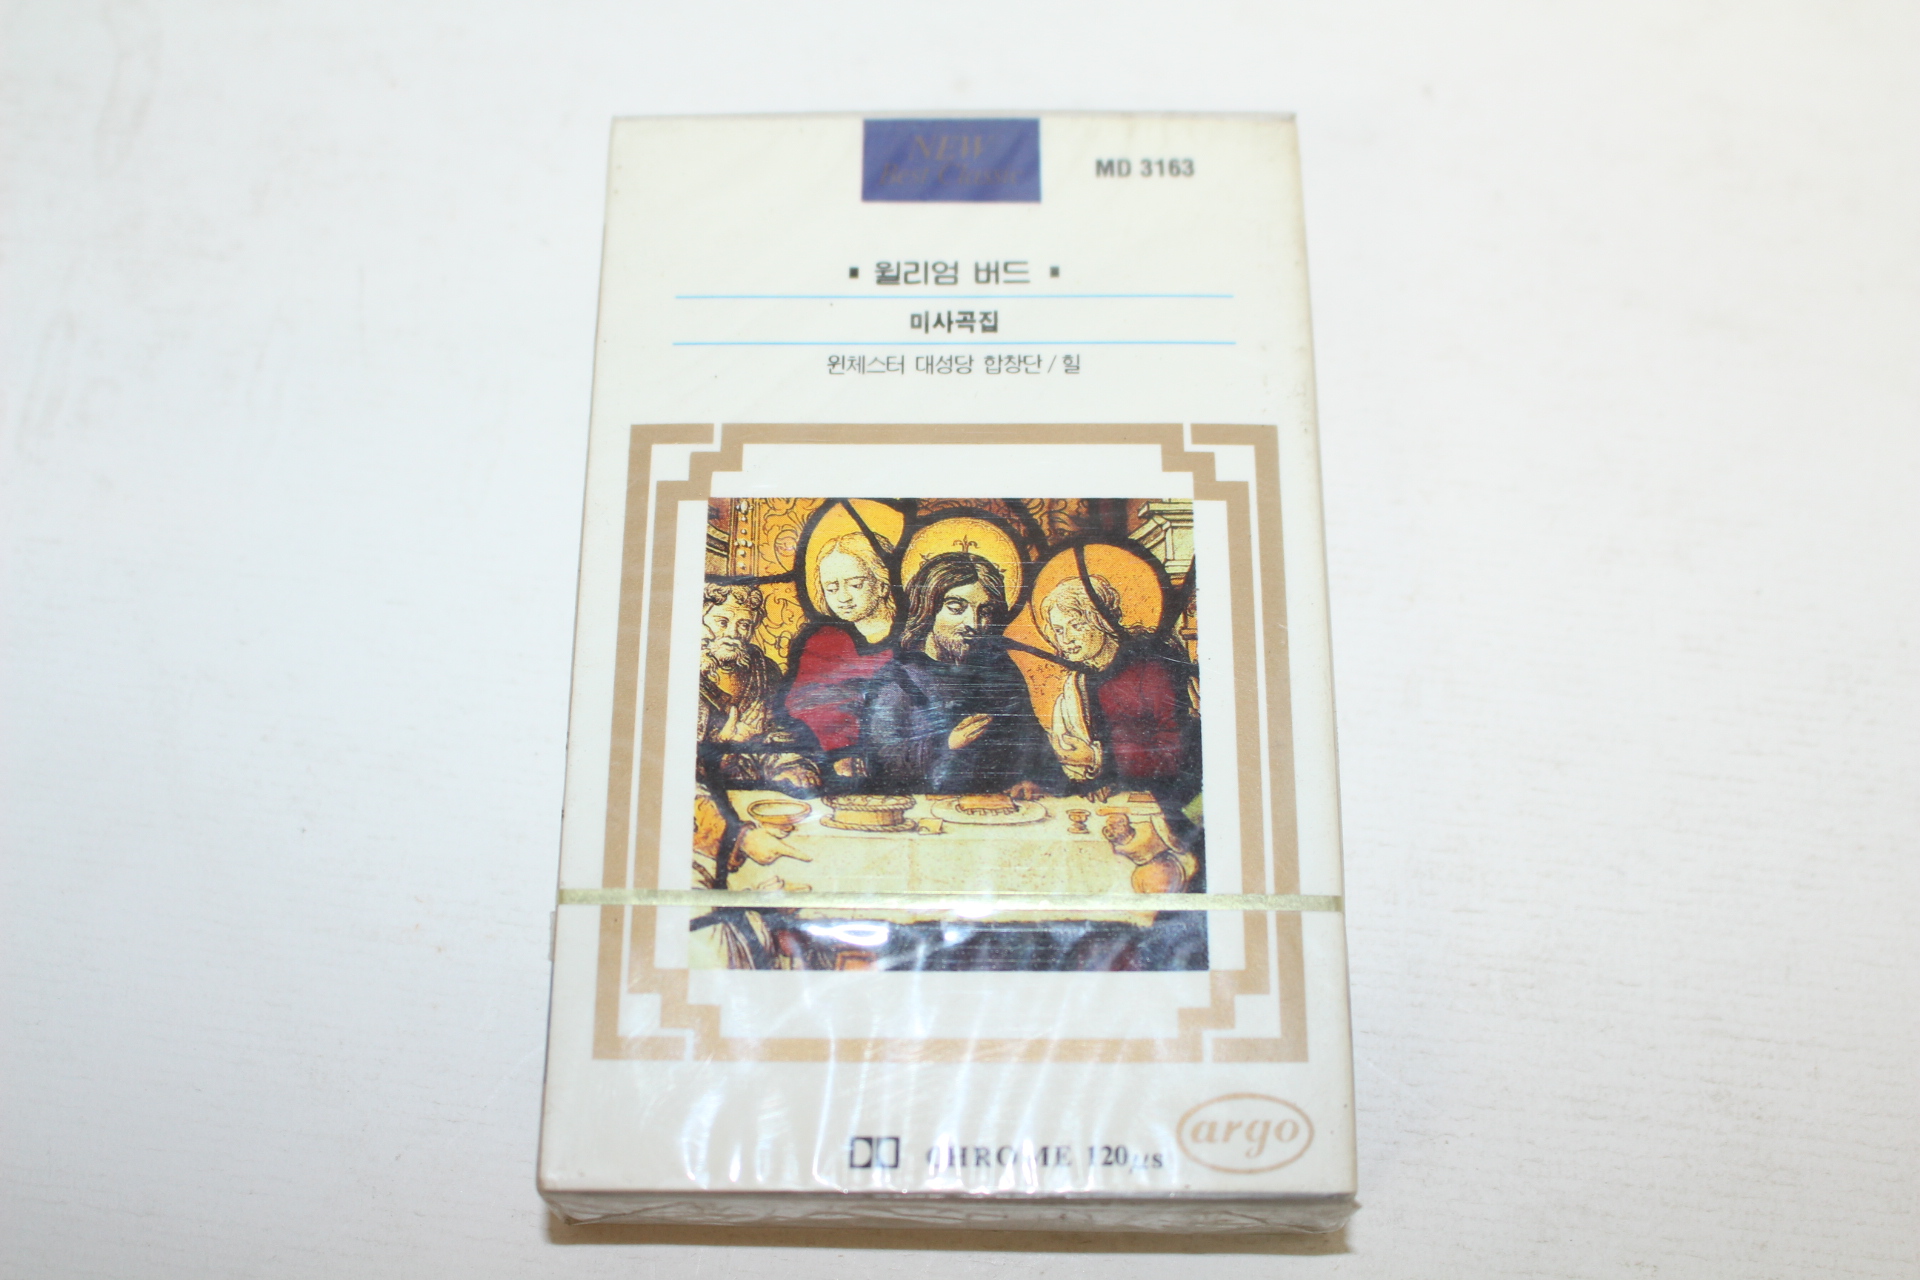 NEW
Best Classic
MD 3163
▪ 윌리엄 버드 ▪
미사곡집
윈체스터 대성당 합창단 / 힐
argo
CHROME 120μs